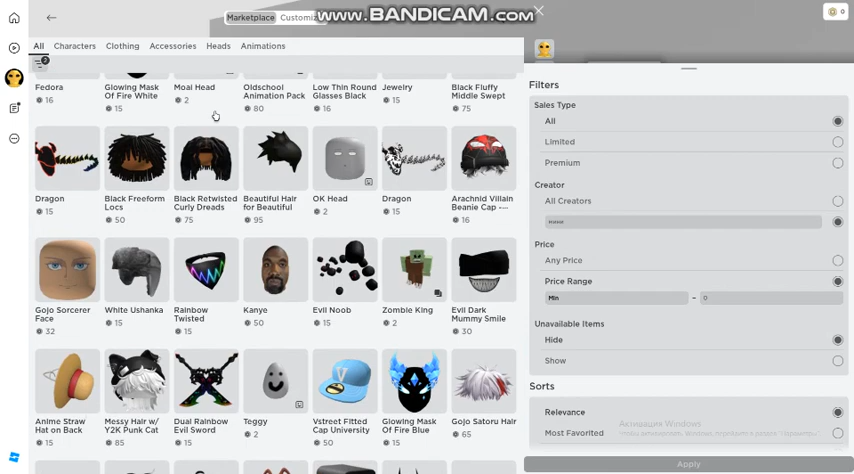 Marketplace Customiz
www.BANDICAM.com
0
All Characters Clothing Accessories Heads Animations
Fedora
16
Glowing Mask
Of Fire White
15
Moai Head
2
Oldschool
Animation Pack
80
Low Thin Round
Glasses Black
16
Jewelry
15
Black Fluffy
Middle Swept
75
Dragon
15
Black Freeform
Locs
50
Black Retwisted
Curly Dreads
75
Beautiful Hair
for Beautiful
95
OK Head
2
Dragon
15
Arachnid Villain
Beanie Cap ---
16
Gojo Sorcerer
Face
32
White Ushanka
15
Rainbow
Twisted
15
Kanye
50
Evil Noob
15
Zombie King
2
Evil Dark
Mummy Smile
30
Anime Straw
Hat on Back
15
Messy Hair w/
Y2K Punk Cat
85
Dual Rainbow
Evil Sword
15
Teggy
2
Vstreet Fitted
Cap University
50
Glowing Mask
Of Fire Blue
15
Gojo Satoru Hair
65
Filters
Sales Type
All
Limited
Premium
Creator
All Creators
Price
Any Price
Price Range
Min - 0
Unavailable Items
Hide
Show
Sorts
Relevance
Most Favorited
Активация Windows
Apply